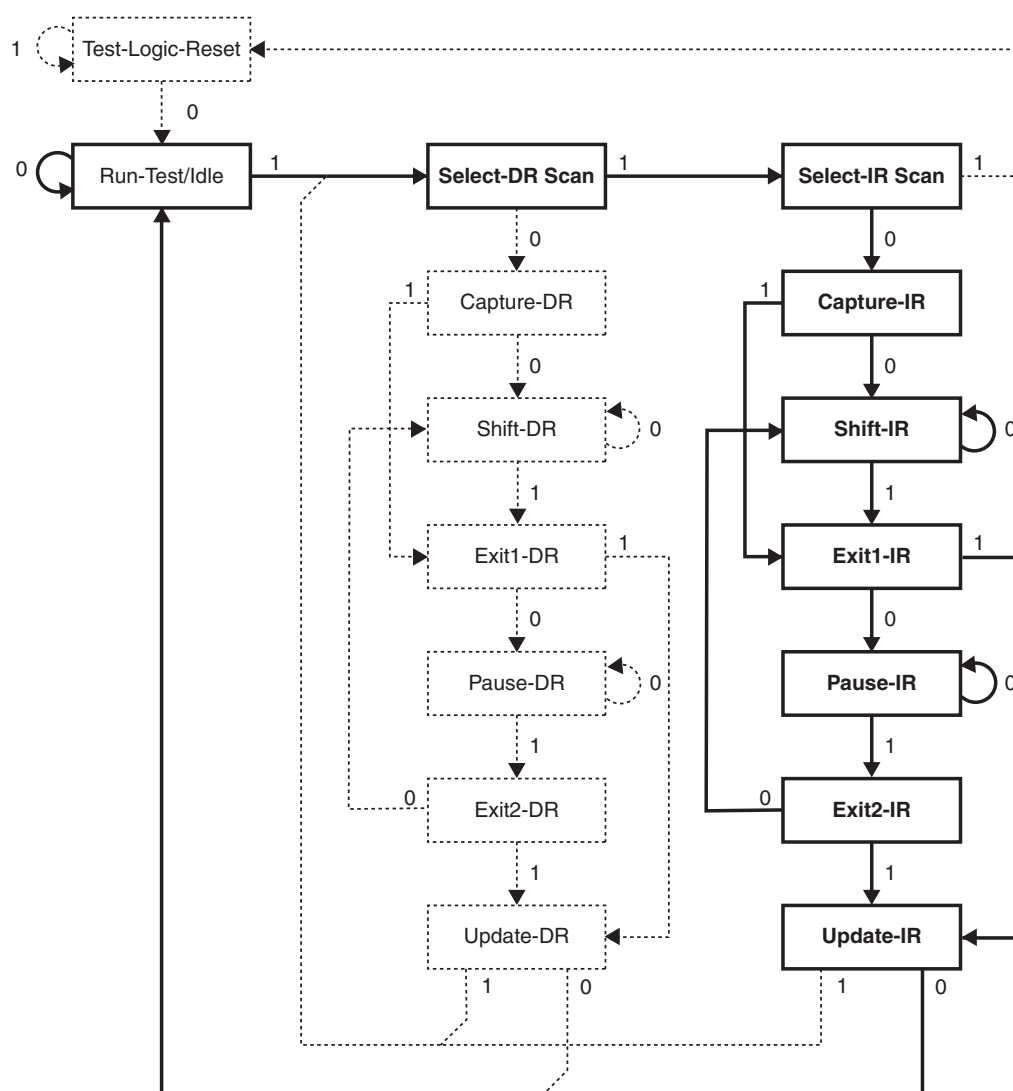 1
Test-Logic-Reset
0
0
Run-Test/Idle
1
Select-DR Scan
1
Select-IR Scan
1
0
0
1
Capture-DR
1
Capture-IR
0
0
Shift-DR
0
Shift-IR
0
1
1
Exit1-DR
1
Exit1-IR
1
0
0
Pause-DR
0
Pause-IR
0
1
1
0
Exit2-DR
0
Exit2-IR
1
1
Update-DR
Update-IR
1
0
1
0